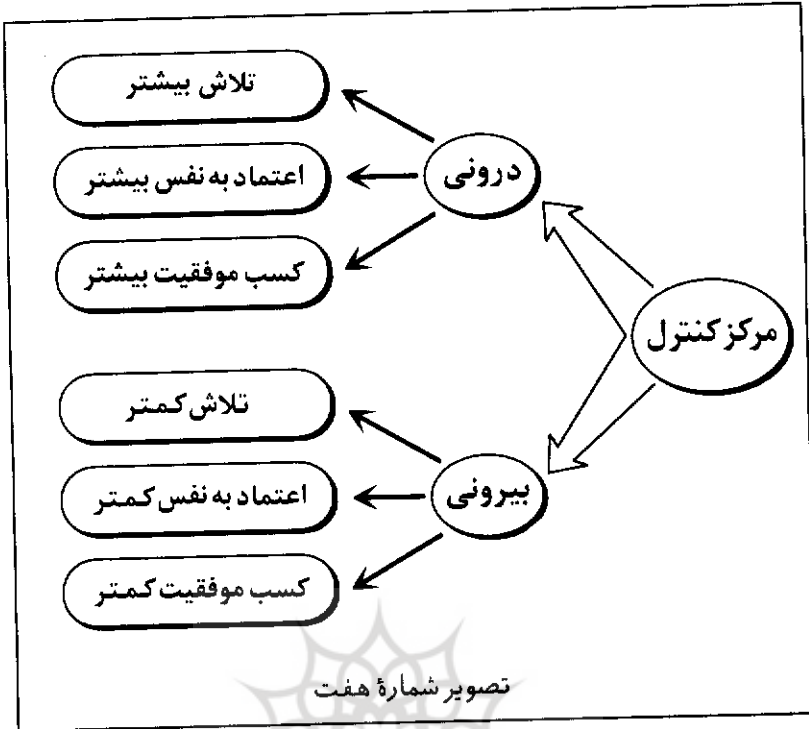 تلاش بیشتر
درونی
اعتماد به نفس بیشتر
کسب موفقیت بیشتر
مرکز کنترل
تلاش کمتر
بیرونی
اعتماد به نفس کمتر
کسب موفقیت کمتر
تصویر شمارهٔ هفت